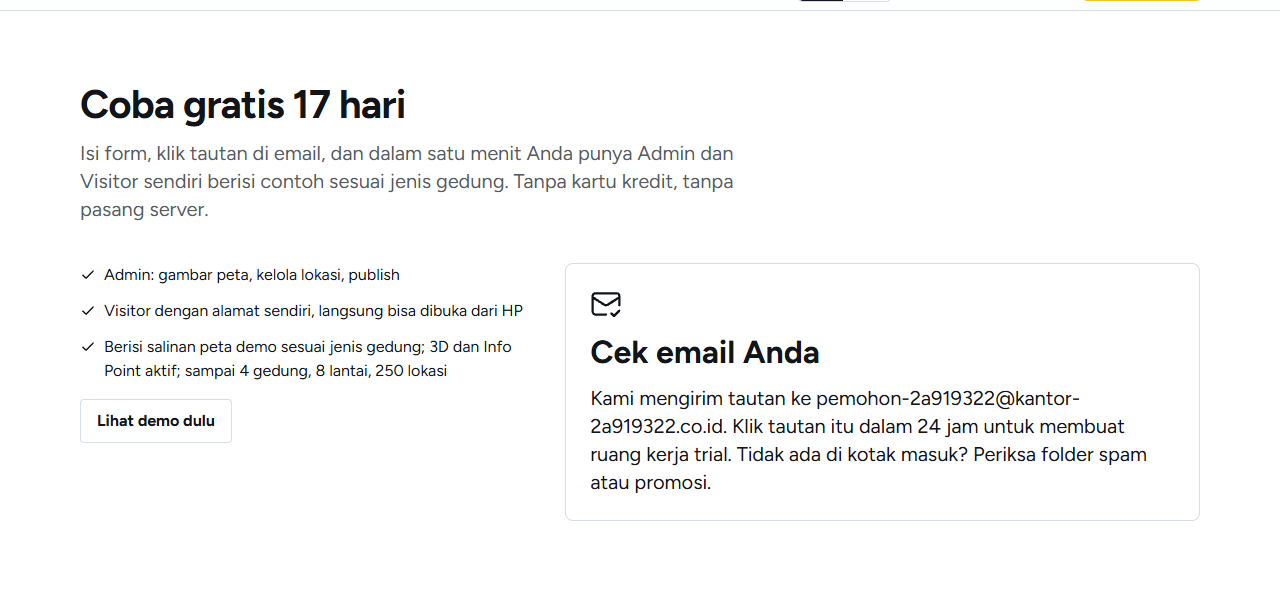 Coba gratis 17 hari
Isi form, klik tautan di email, dan dalam satu menit Anda punya Admin dan
Visitor sendiri berisi contoh sesuai jenis gedung. Tanpa kartu kredit, tanpa
pasang server.
Admin: gambar peta, kelola lokasi, publish
Visitor dengan alamat sendiri, langsung bisa dibuka dari HP
Berisi salinan peta demo sesuai jenis gedung; 3D dan Info
Point aktif; sampai 4 gedung, 8 lantai, 250 lokasi
Lihat demo dulu
Cek email Anda
Kami mengirim tautan ke pemohon-2a919322@kantor-
2a919322.co.id. Klik tautan itu dalam 24 jam untuk membuat
ruang kerja trial. Tidak ada di kotak masuk? Periksa folder spam
atau promosi.